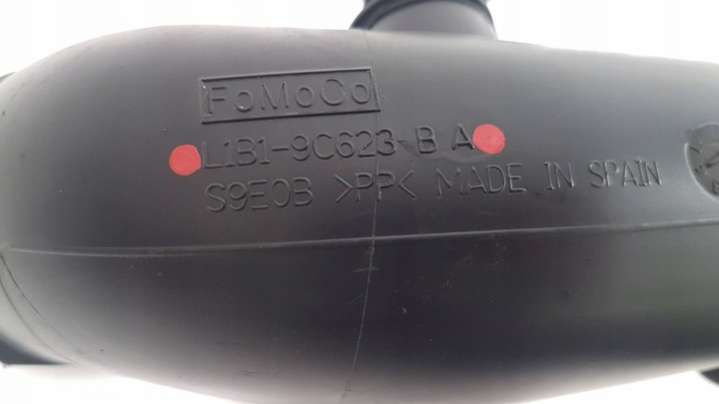 FoMoCo
L1B1-9C623-B A
S9E0B >PP< MADE IN SPAIN